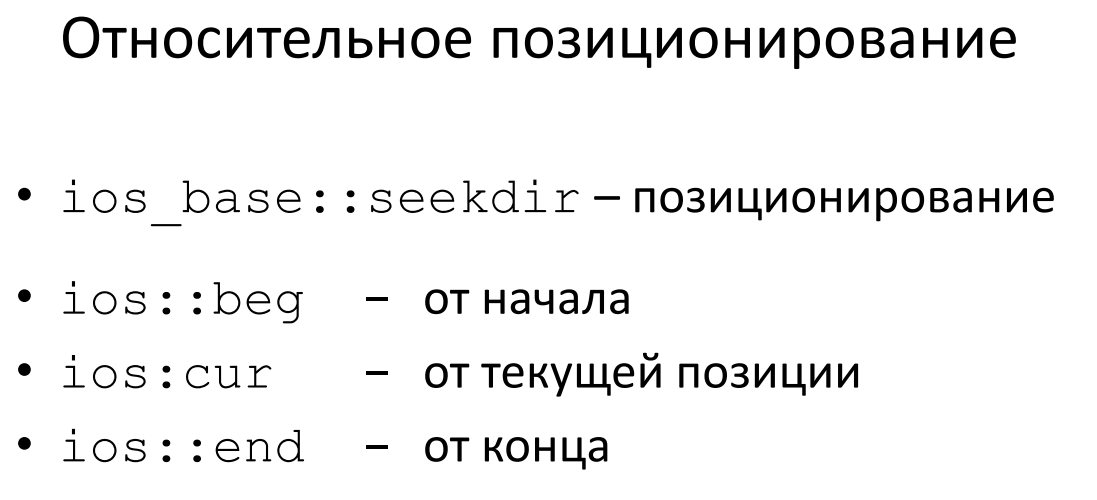 Относительное позиционирование
• ios_base::seekdir – позиционирование
• ios::beg – от начала
• ios:cur – от текущей позиции
• ios::end – от конца